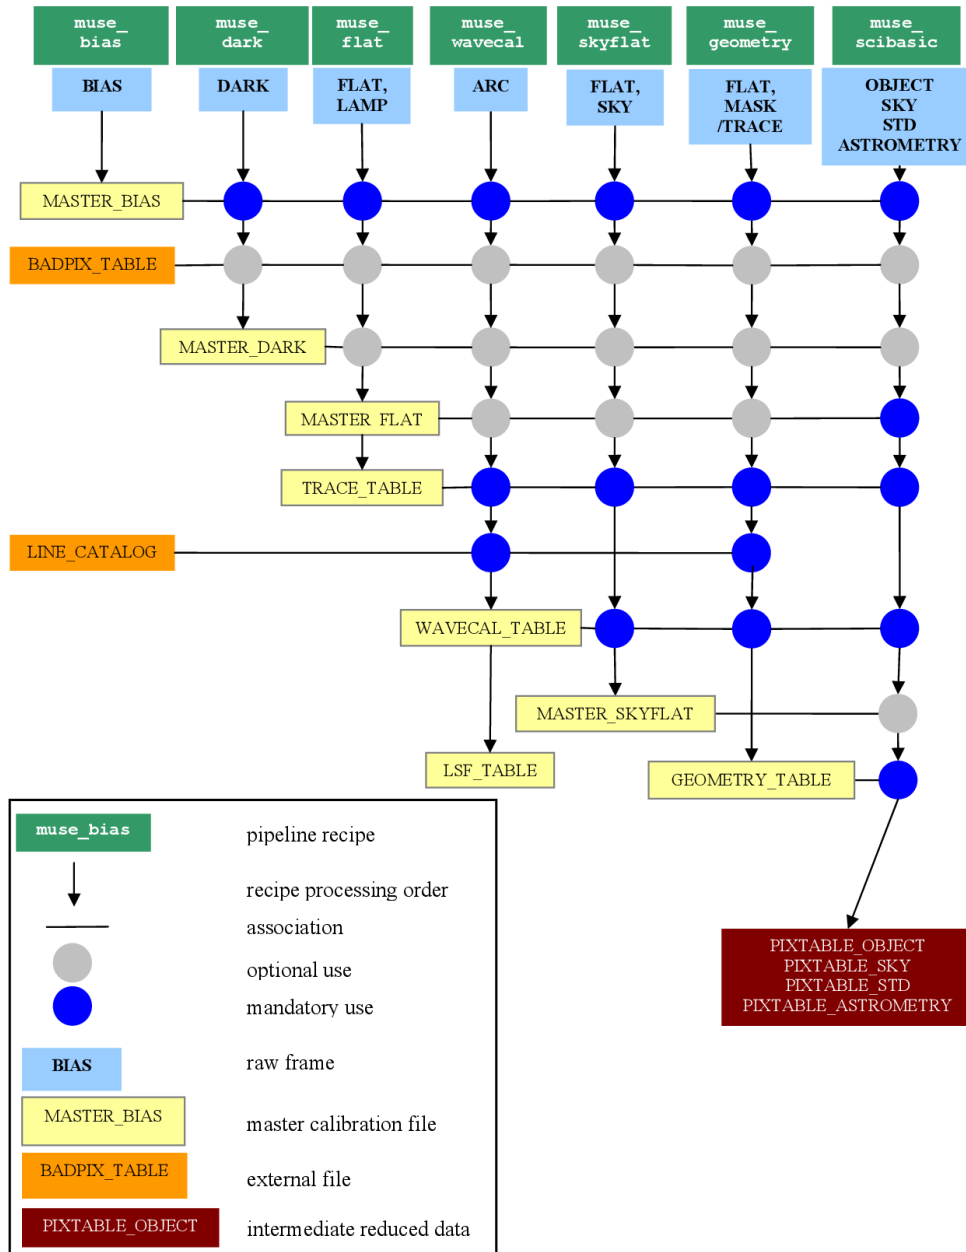 muse_
bias
muse_
dark
muse_
flat
muse_
wavecal
muse_
skyflat
muse_
geometry
muse_
scibasic
BIAS
DARK
FLAT,
LAMP
ARC
FLAT,
SKY
FLAT,
MASK
/TRACE
OBJECT
SKY
STD
ASTROMETRY
MASTER_BIAS
BADPIX_TABLE
MASTER_DARK
MASTER_FLAT
TRACE_TABLE
LINE_CATALOG
WAVECAL_TABLE
MASTER_SKYFLAT
LSF_TABLE
GEOMETRY_TABLE
PIXTABLE_OBJECT
PIXTABLE_SKY
PIXTABLE_STD
PIXTABLE_ASTROMETRY
muse_bias
pipeline recipe
recipe processing order
association
optional use
mandatory use
BIAS
raw frame
MASTER_BIAS
master calibration file
BADPIX_TABLE
external file
PIXTABLE_OBJECT
intermediate reduced data